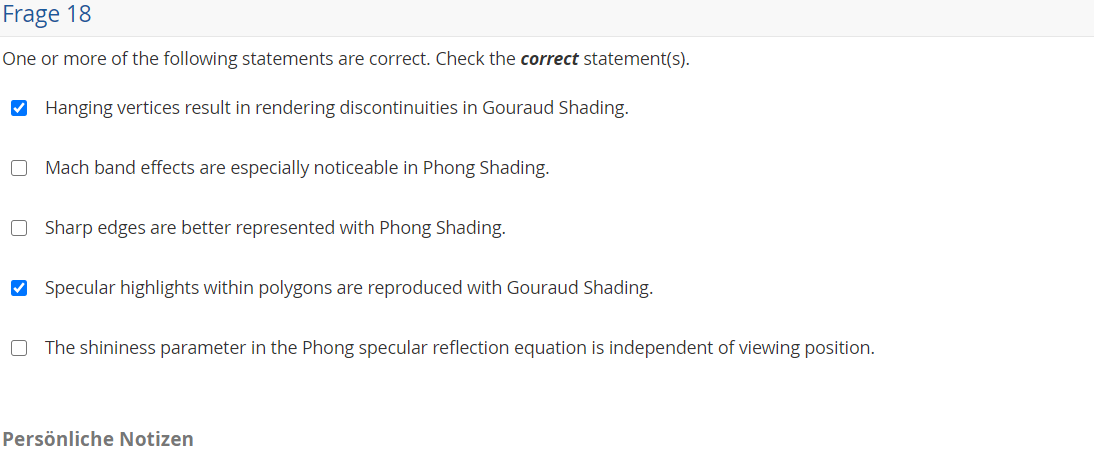 Frage 18
One or more of the following statements are correct. Check the correct statement(s).
Hanging vertices result in rendering discontinuities in Gouraud Shading.
Mach band effects are especially noticeable in Phong Shading.
Sharp edges are better represented with Phong Shading.
Specular highlights within polygons are reproduced with Gouraud Shading.
The shininess parameter in the Phong specular reflection equation is independent of viewing position.
Persönliche Notizen